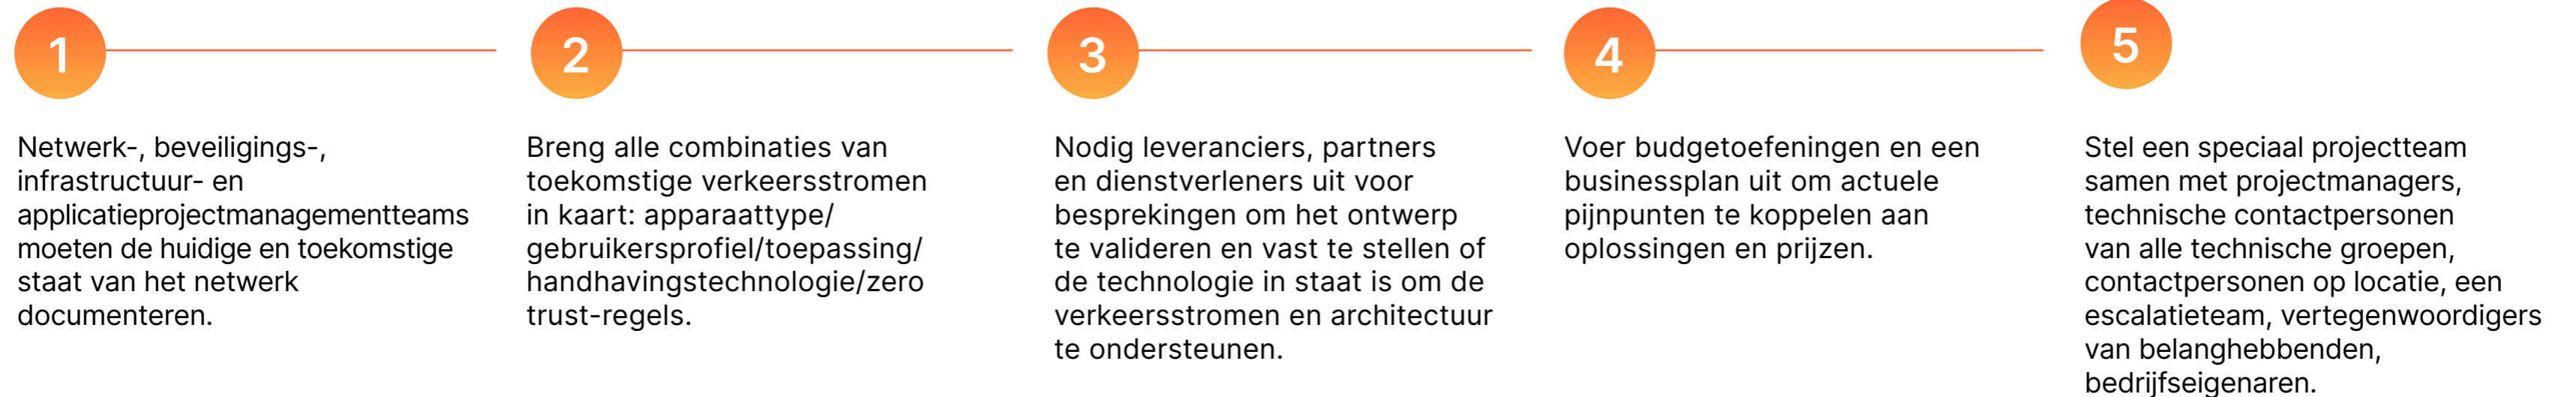 1
Netwerk-, beveiligings-,
infrastructuur- en
applicatieprojectmanagementteams
moeten de huidige en toekomstige
staat van het netwerk
documenteren.
2
Breng alle combinaties van
toekomstige verkeersstromen
in kaart: apparaattype/
gebruikersprofiel/toepassing/
handhavingstechnologie/zero
trust-regels.
3
Nodig leveranciers, partners
en dienstverleners uit voor
besprekingen om het ontwerp
te valideren en vast te stellen of
de technologie in staat is om de
verkeersstromen en architectuur
te ondersteunen.
4
Voer budgetoefeningen en een
businessplan uit om actuele
pijnpunten te koppelen aan
oplossingen en prijzen.
5
Stel een speciaal projectteam
samen met projectmanagers,
technische contactpersonen
van alle technische groepen,
contactpersonen op locatie, een
escalatieteam, vertegenwoordigers
van belanghebbenden,
bedrijfseigenaren.